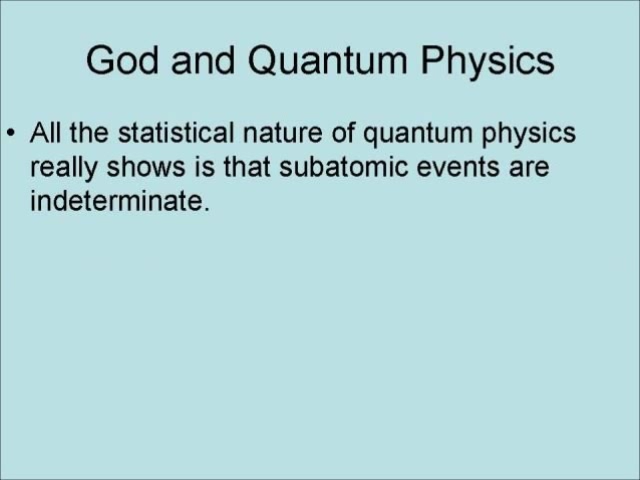 God and Quantum Physics
• All the statistical nature of quantum physics
really shows is that subatomic events are
indeterminate.